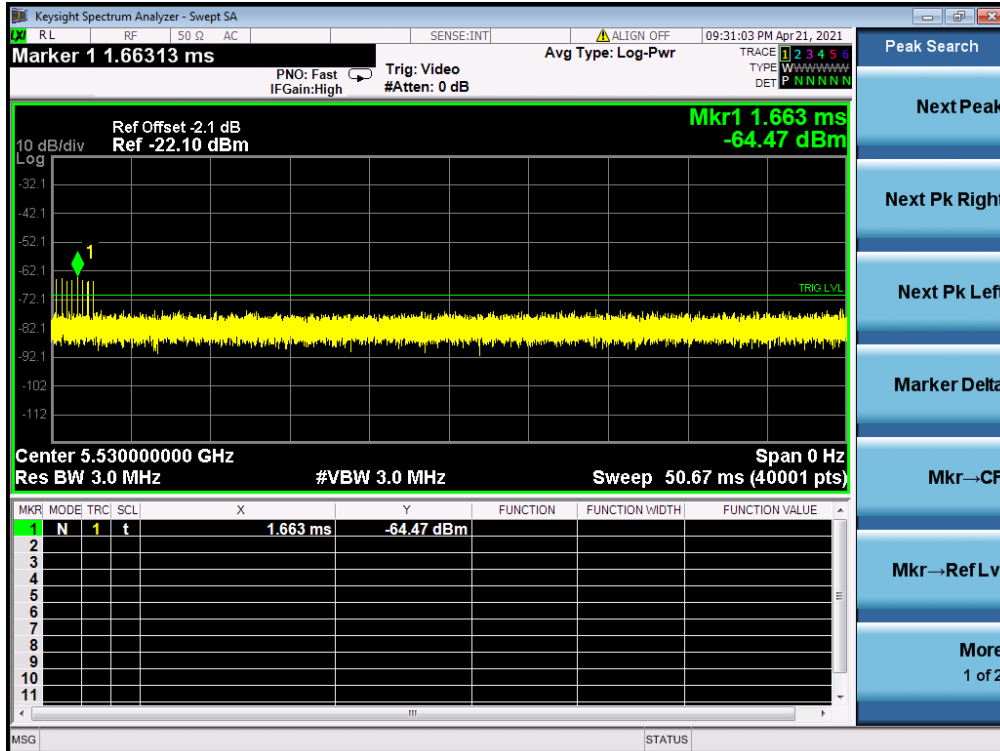 Keysight Spectrum Analyzer - Swept SA
LXI RL RF 50 Ω AC SENSE:INT ALIGN OFF 09:31:03 PM Apr 21, 2021
Marker 1 1.66313 ms
PNO: Fast
IFGain:High
Trig: Video
#Atten: 0 dB
Avg Type: Log-Pwr
TRACE 1 2 3 4 5 6
TYPE WWWWWW
DET P N N N N N
Peak Search
Next Peak
Next Pk Right
Next Pk Left
Marker Delta
Mkr→CF
Mkr→Ref Lv
More
1 of 2
Mkr1 1.663 ms
-64.47 dBm
Ref Offset -2.1 dB
10 dB/div Ref -22.10 dBm
Log
-32.1
-42.1
-52.1
1
-62.1
TRIG LVL
-72.1
-82.1
-92.1
-102
-112
Center 5.530000000 GHz Span 0 Hz
Res BW 3.0 MHz #VBW 3.0 MHz Sweep 50.67 ms (40001 pts)
MKR MODE TRC SCL X Y FUNCTION FUNCTION WIDTH FUNCTION VALUE
1 N 1 t 1.663 ms -64.47 dBm
2
3
4
5
6
7
8
9
10
11
MSG STATUS